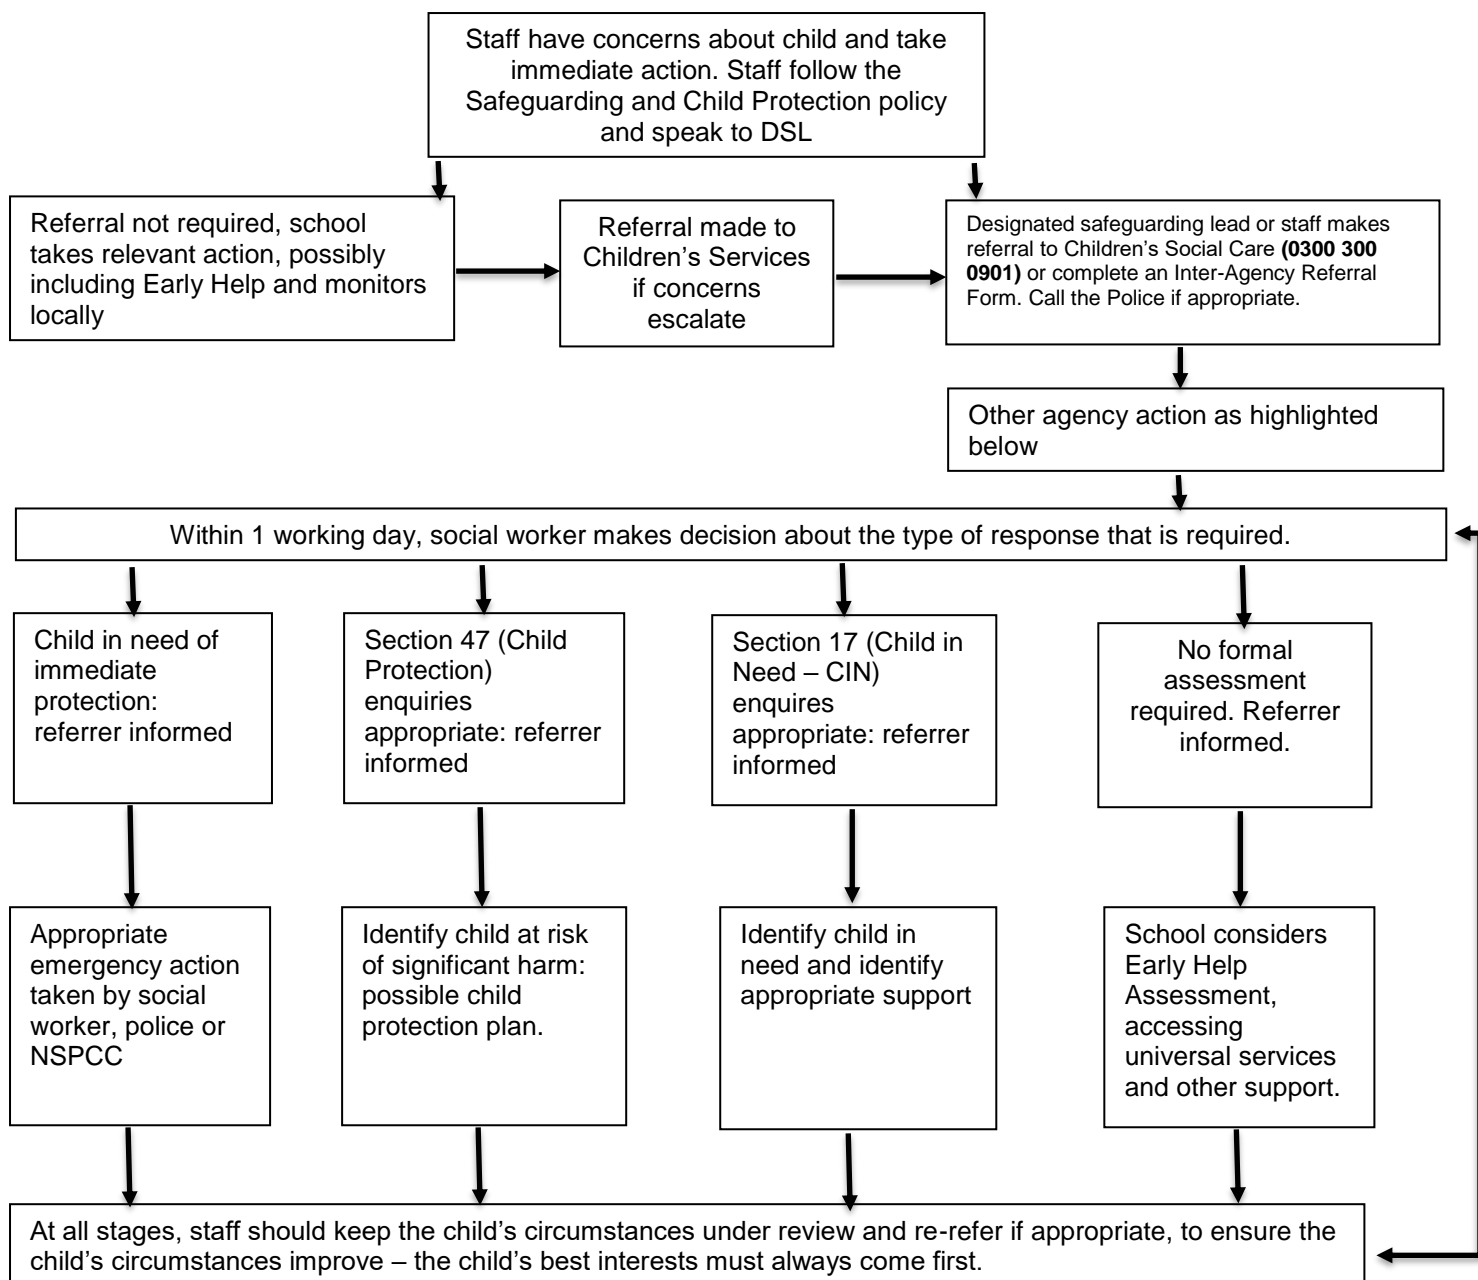 Staff have concerns about child and take
immediate action. Staff follow the
Safeguarding and Child Protection policy
and speak to DSL
Referral not required, school
takes relevant action, possibly
including Early Help and monitors
locally
Referral made to
Children’s Services
if concerns
escalate
Designated safeguarding lead or staff makes
referral to Children’s Social Care (0300 300
0901) or complete an Inter-Agency Referral
Form. Call the Police if appropriate.
Other agency action as highlighted
below
Within 1 working day, social worker makes decision about the type of response that is required.
Child in need of
immediate
protection:
referrer informed
Section 47 (Child
Protection)
enquiries
appropriate: referrer
informed
Section 17 (Child in
Need – CIN)
enquires
appropriate: referrer
informed
No formal
assessment
required. Referrer
informed.
Appropriate
emergency action
taken by social
worker, police or
NSPCC
Identify child at risk
of significant harm:
possible child
protection plan.
Identify child in
need and identify
appropriate support
School considers
Early Help
Assessment,
accessing
universal services
and other support.
At all stages, staff should keep the child’s circumstances under review and re-refer if appropriate, to ensure the
child’s circumstances improve – the child’s best interests must always come first.